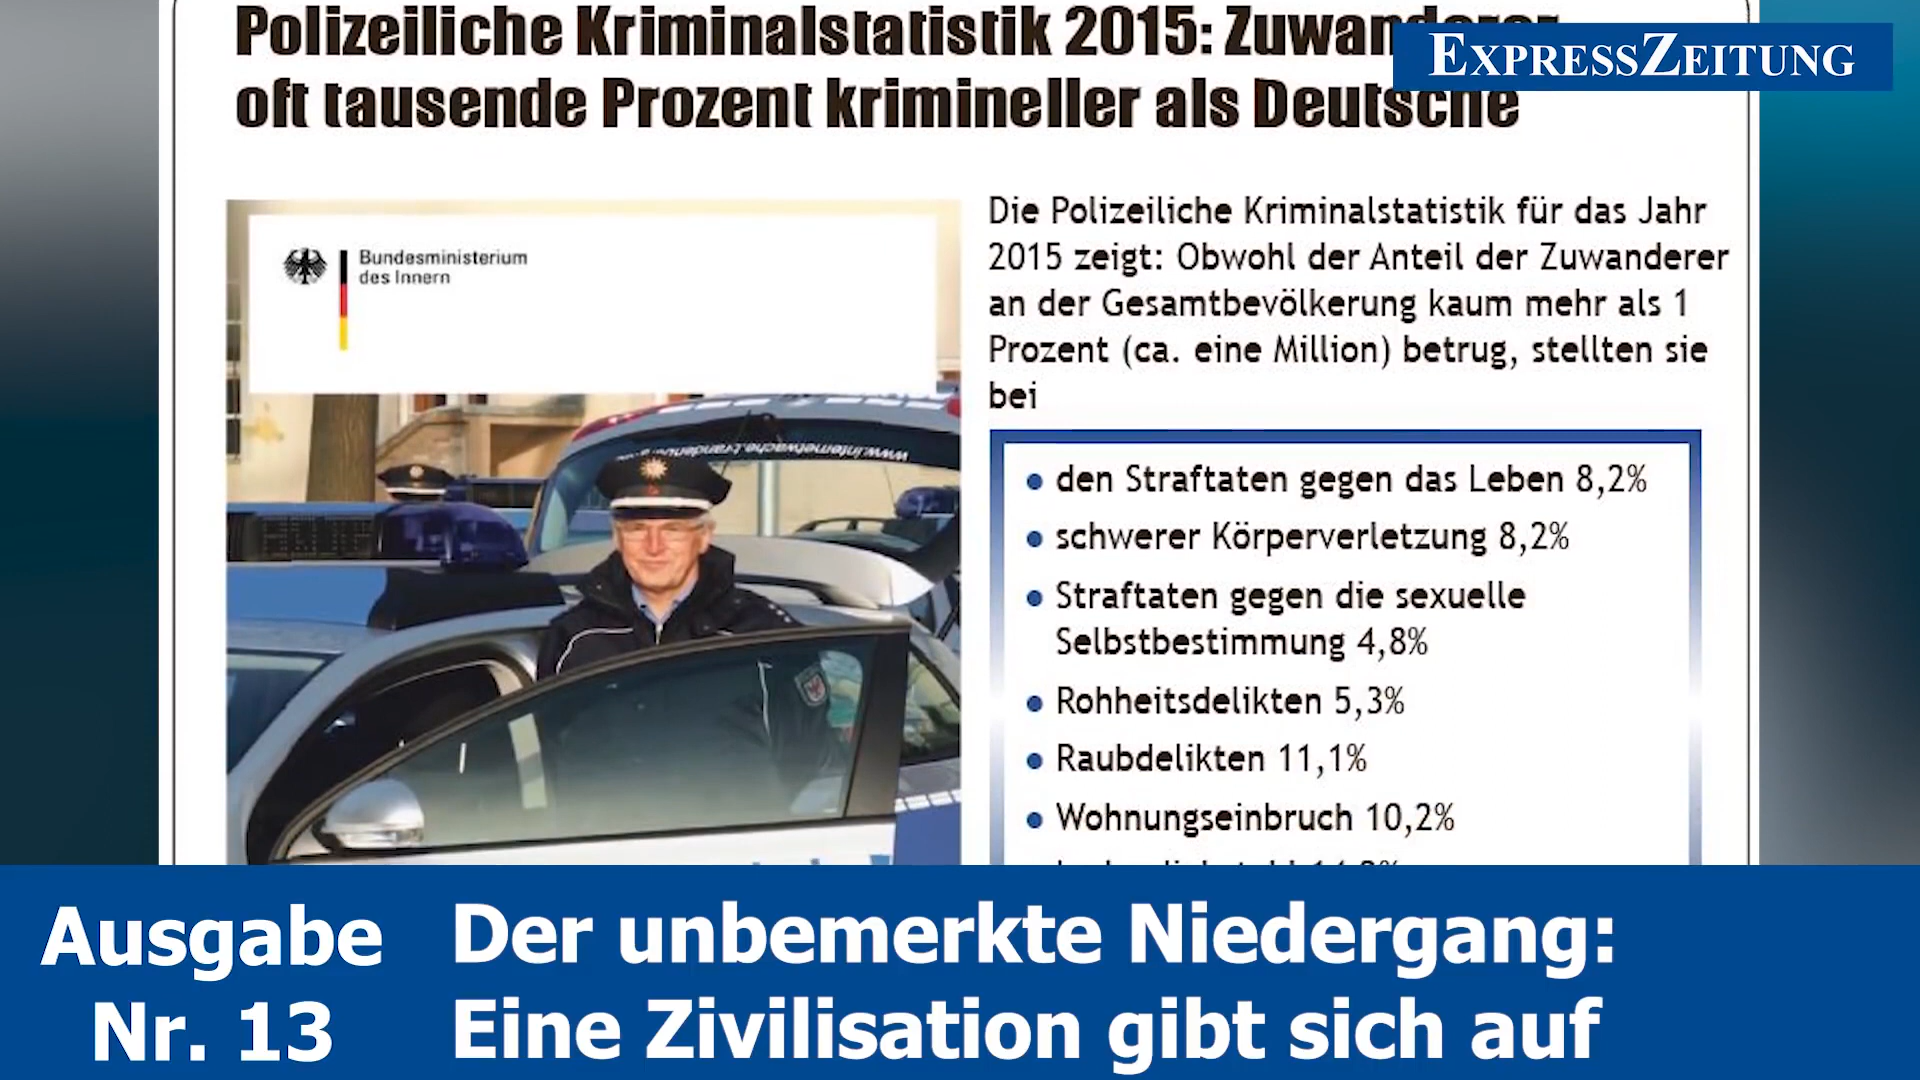 Polizeiliche Kriminalstatistik 2015: Zuwanderer
EXPRESSZEITUNG
oft tausende Prozent krimineller als Deutsche
Bundesministerium
des Innern
Die Polizeiliche Kriminalstatistik für das Jahr
2015 zeigt: Obwohl der Anteil der Zuwanderer
an der Gesamtbevölkerung kaum mehr als 1
Prozent (ca. eine Million) betrug, stellten sie
bei
• den Straftaten gegen das Leben 8,2%
• schwerer Körperverletzung 8,2%
• Straftaten gegen die sexuelle
Selbstbestimmung 4,8%
• Rohheitsdelikten 5,3%
• Raubdelikten 11,1%
• Wohnungseinbruch 10,2%
Ausgabe
Nr. 13
Der unbemerkte Niedergang:
Eine Zivilisation gibt sich auf